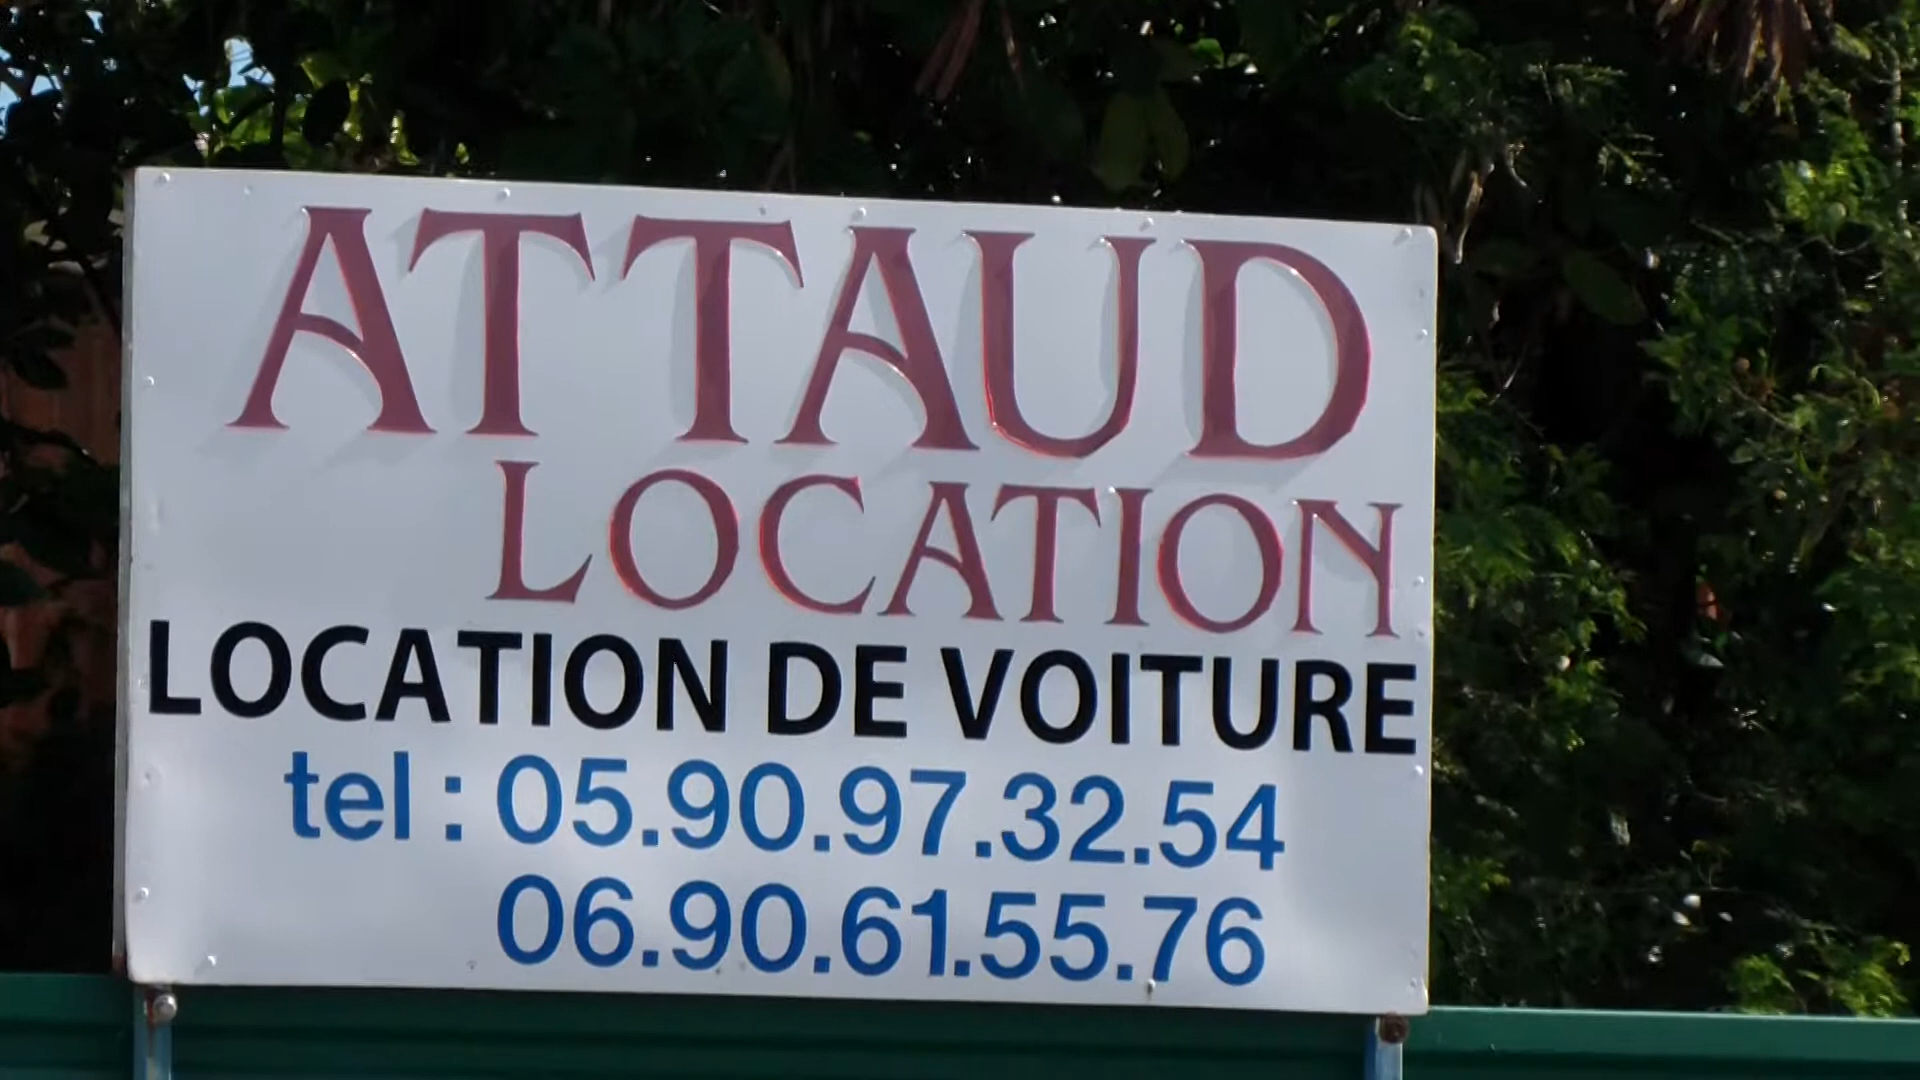 ATTAUD
LOCATION
LOCATION DE VOITURE
tel : 05.90.97.32.54
06.90.61.55.76